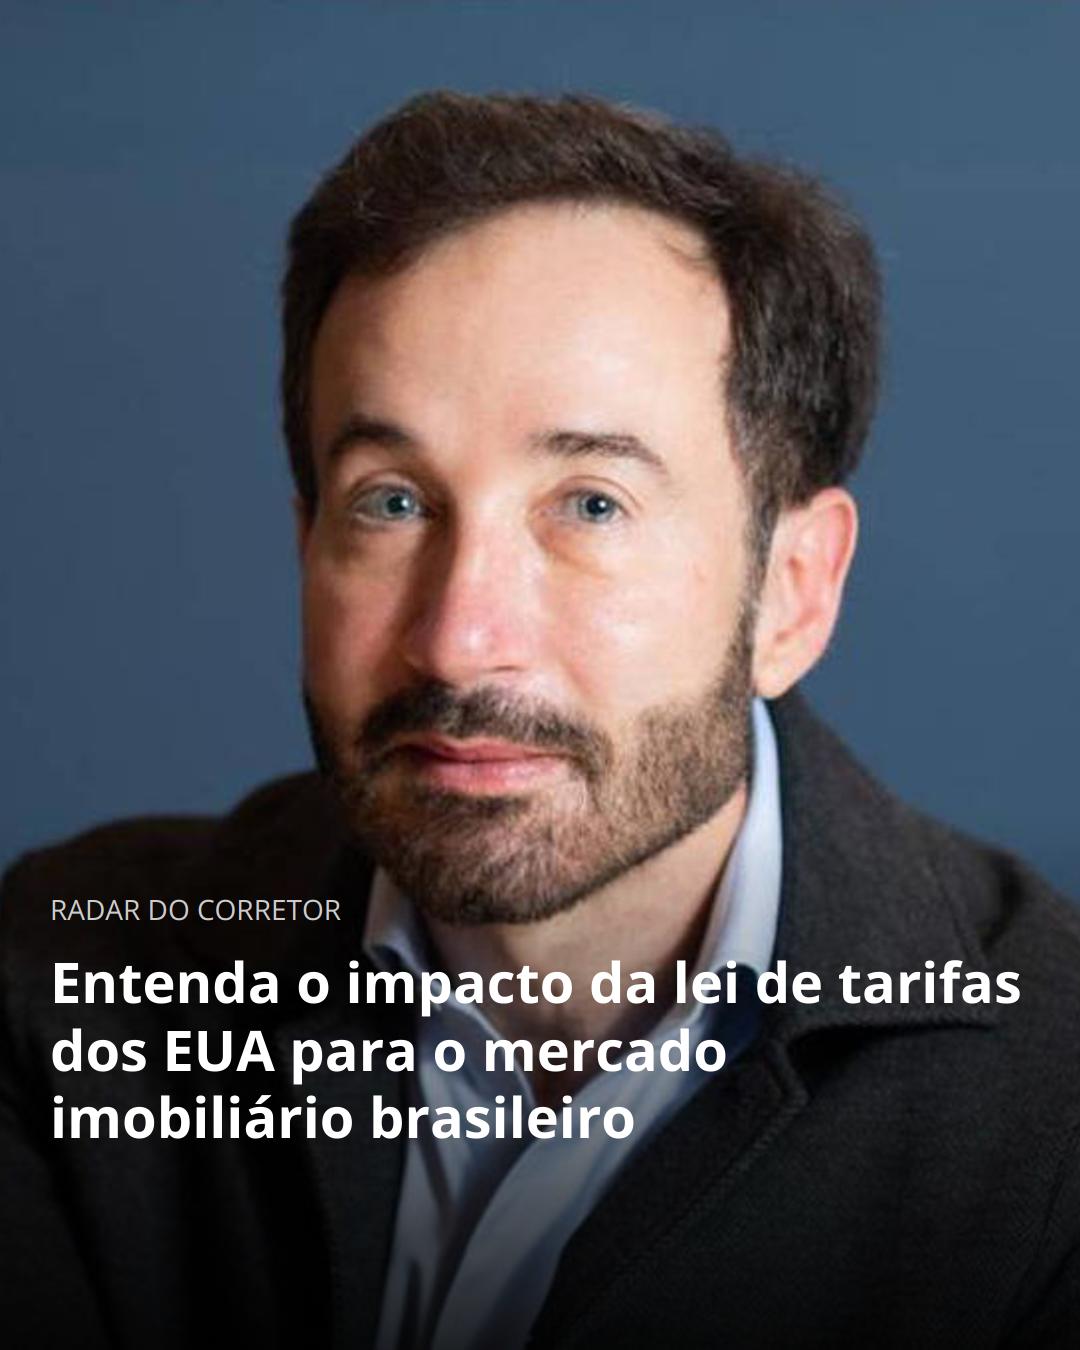 RADAR DO CORRETOR
Entenda o impacto da lei de tarifas
dos EUA para o mercado
imobiliário brasileiro